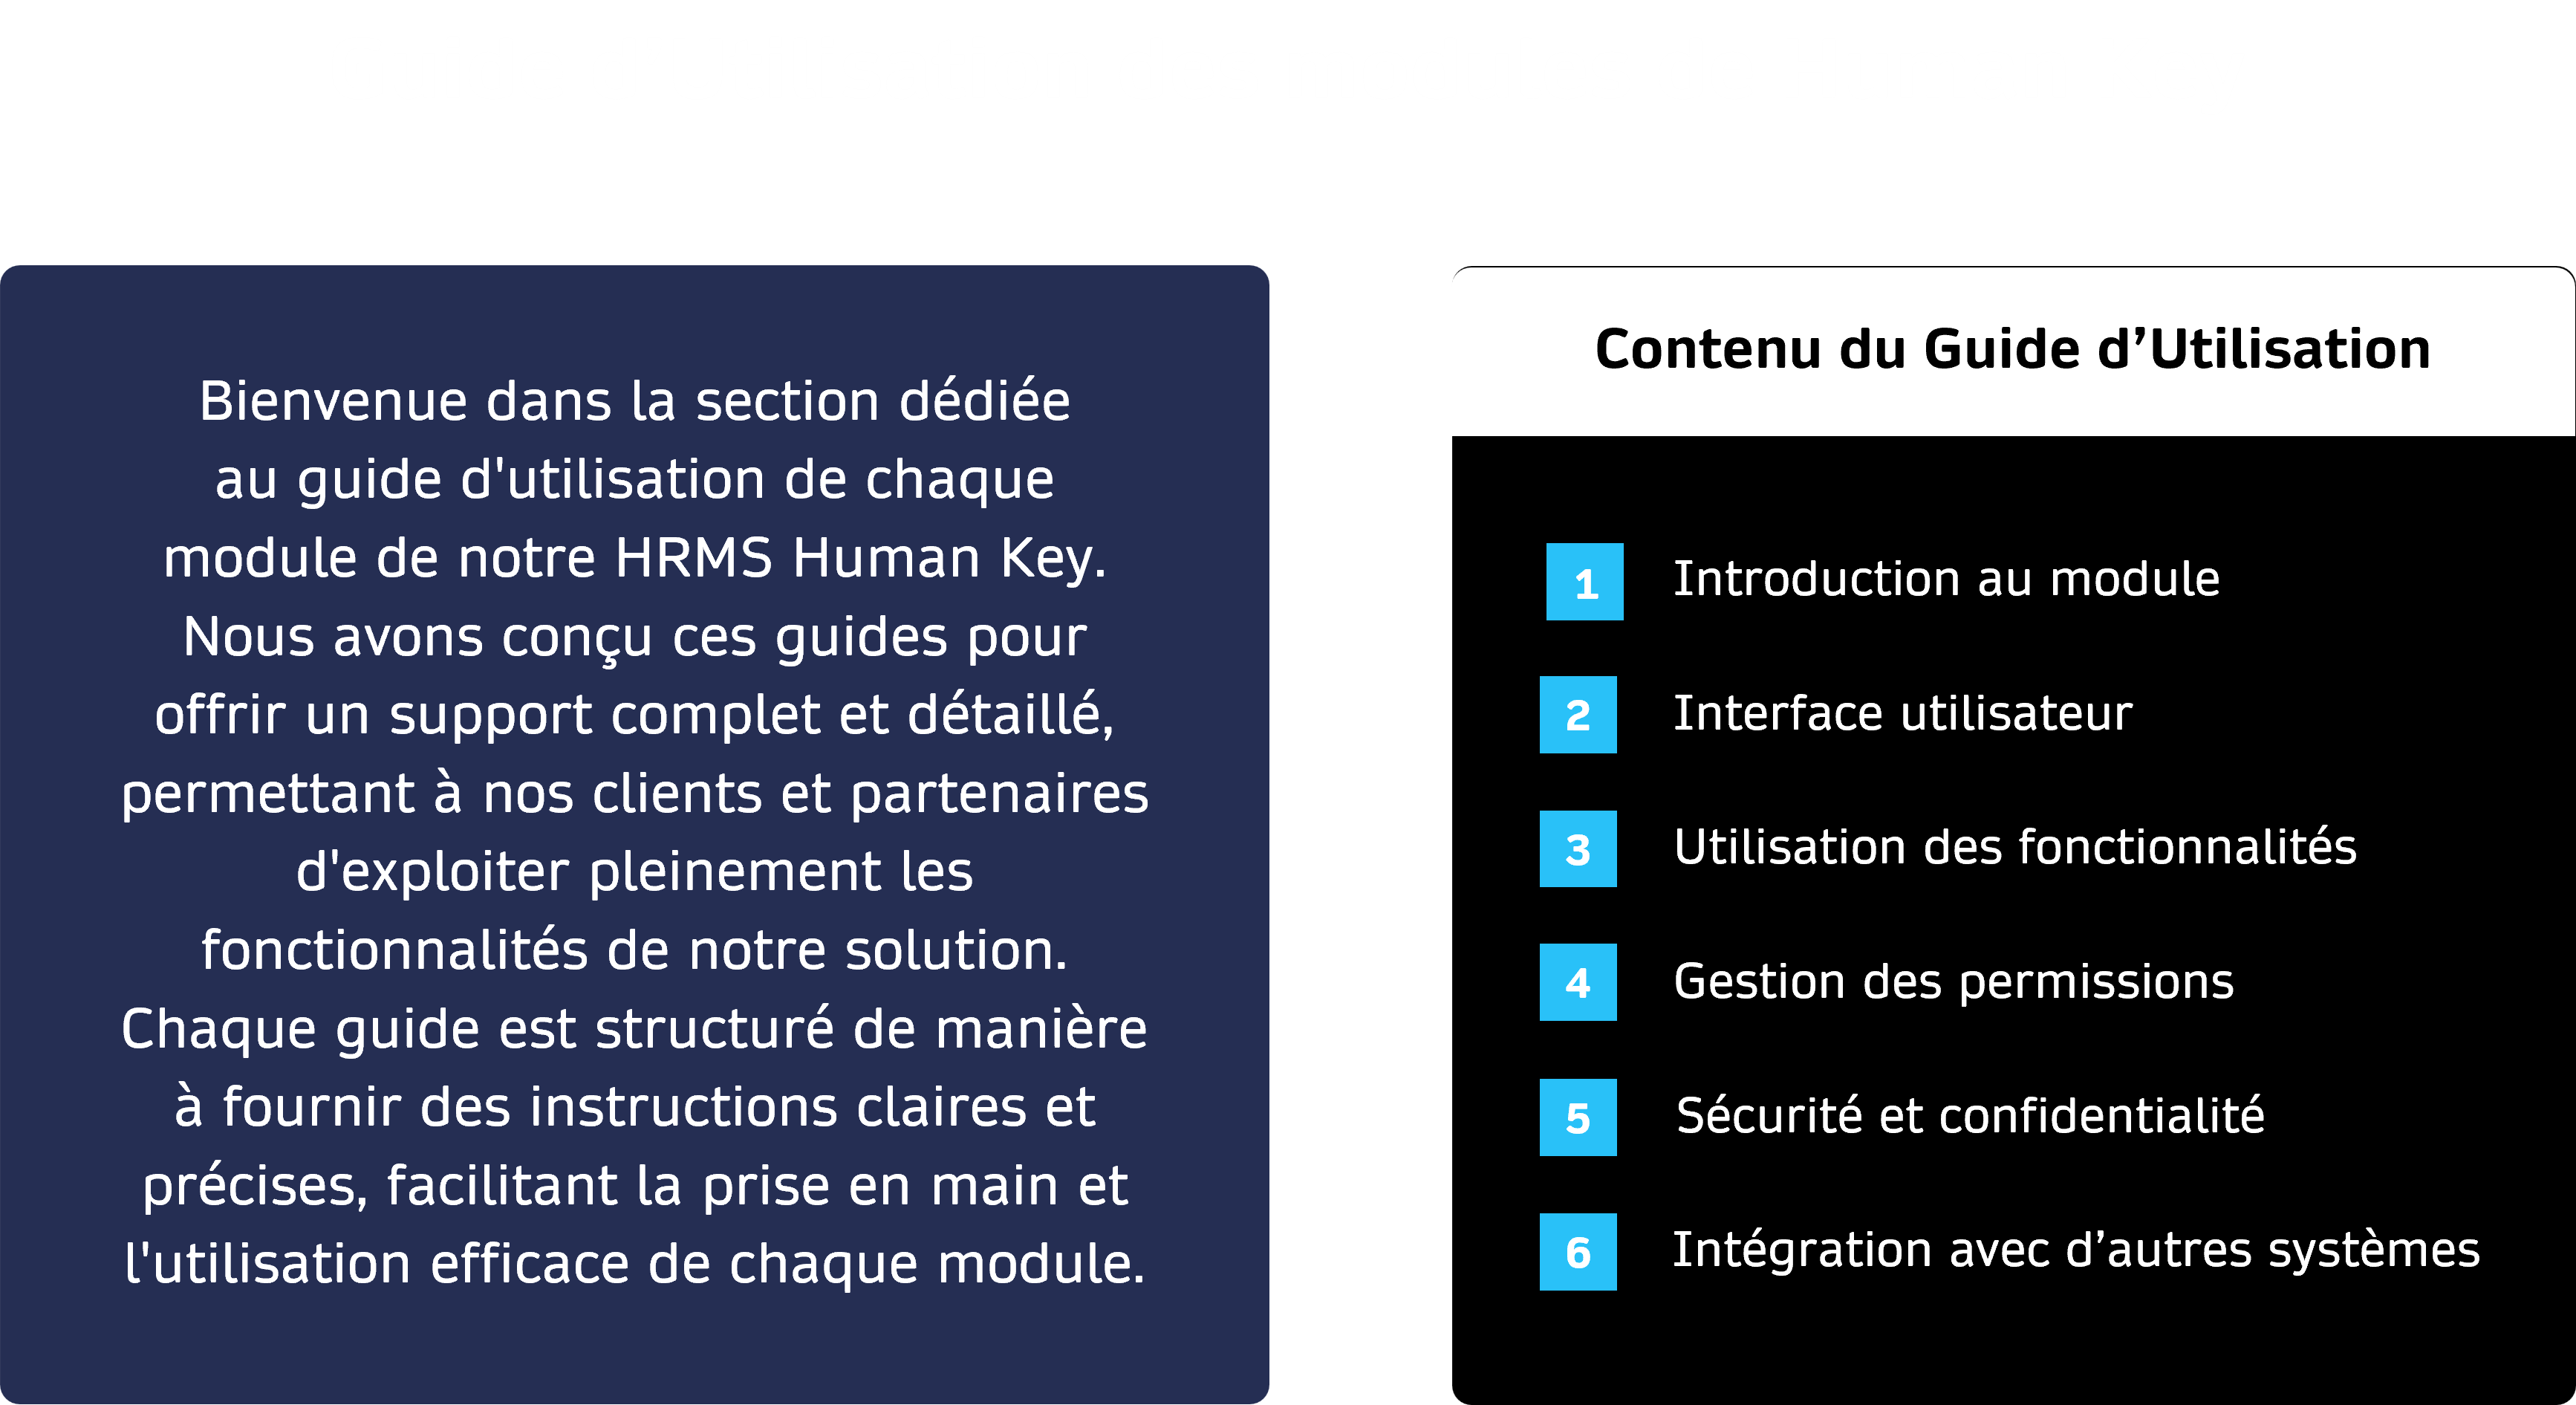 Bienvenue dans la section dédiée
au guide d'utilisation de chaque
module de notre HRMS Human Key.
Nous avons conçu ces guides pour
offrir un support complet et détaillé,
permettant à nos clients et partenaires
d'exploiter pleinement les
fonctionnalités de notre solution.
Chaque guide est structuré de manière
à fournir des instructions claires et
précises, facilitant la prise en main et
l'utilisation efficace de chaque module.
Contenu du Guide d’Utilisation
1 Introduction au module
2 Interface utilisateur
3 Utilisation des fonctionnalités
4 Gestion des permissions
5 Sécurité et confidentialité
6 Intégration avec d’autres systèmes